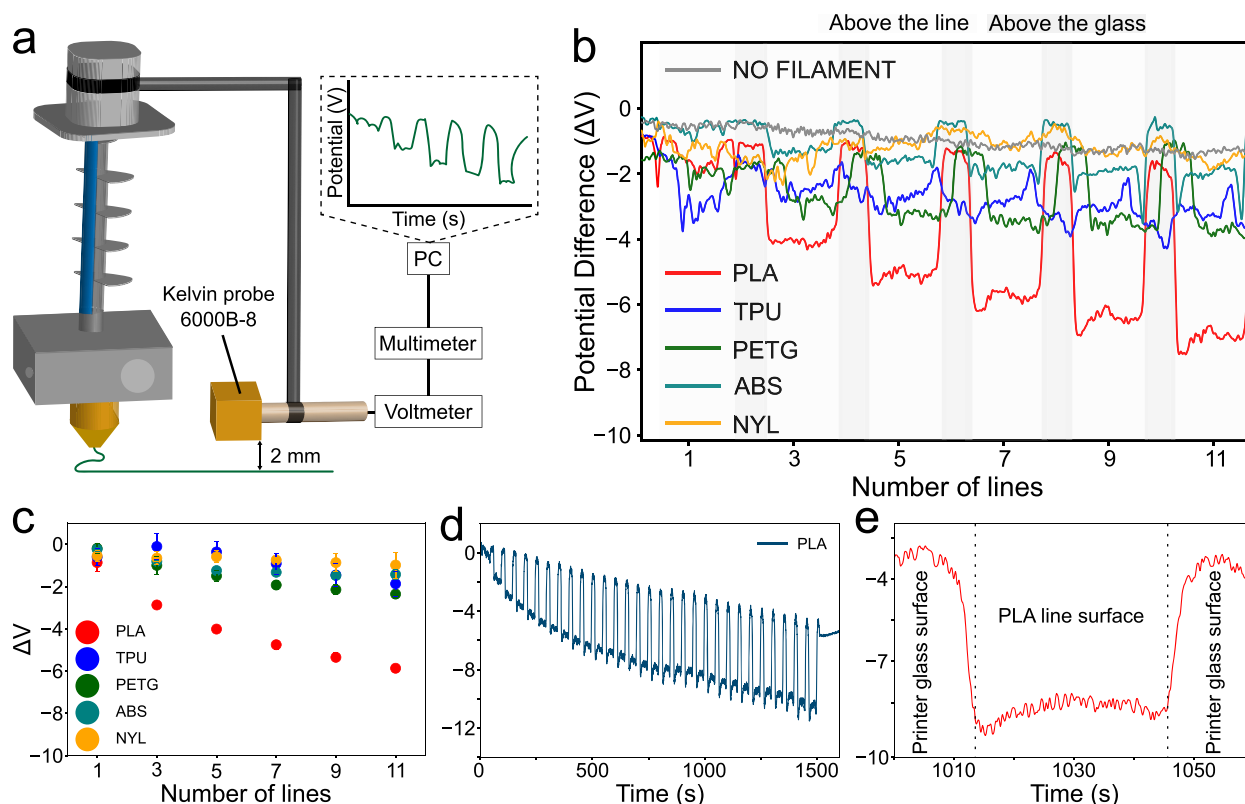 a
Potential (V)
Time (s)
PC
Multimeter
Voltmeter
Kelvin probe
6000B-8
2 mm
b
Above the line
Above the glass
Potential Difference (ΔV)
0
−2
−4
−6
−8
−10
NO FILAMENT
PLA
TPU
PETG
ABS
NYL
1 3 5 7 9 11
Number of lines
c
ΔV
0
−2
−4
−6
−8
−10
PLA
TPU
PETG
ABS
NYL
1 3 5 7 9 11
Number of lines
d
PLA
0
−4
−8
−12
0 500 1000 1500
Time (s)
e
−4
−7
−10
Printer glass surface
PLA line surface
Printer glass surface
1010 1030 1050
Time (s)